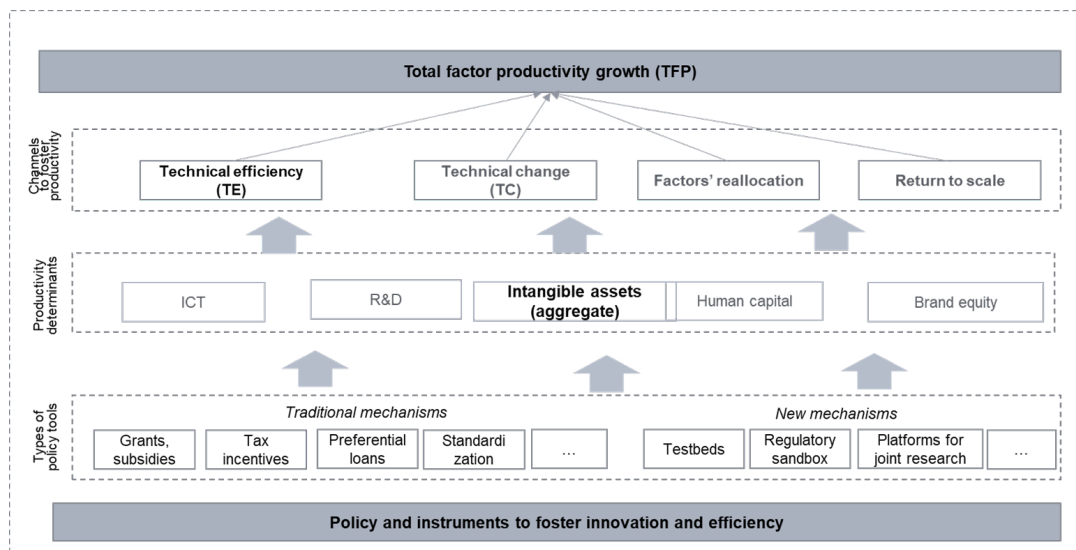 Total factor productivity growth (TFP)
Channels
to foster
productivity
Technical efficiency
(TE)
Technical change
(TC)
Factors' reallocation
Return to scale
Productivity
determinants
ICT
R&D
Intangible assets
(aggregate)
Human capital
Brand equity
Types of
policy tools
Traditional mechanisms
New mechanisms
Grants,
subsidies
Tax
incentives
Preferential
loans
Standardi
zation
...
Testbeds
Regulatory
sandbox
Platforms for
joint research
...
Policy and instruments to foster innovation and efficiency